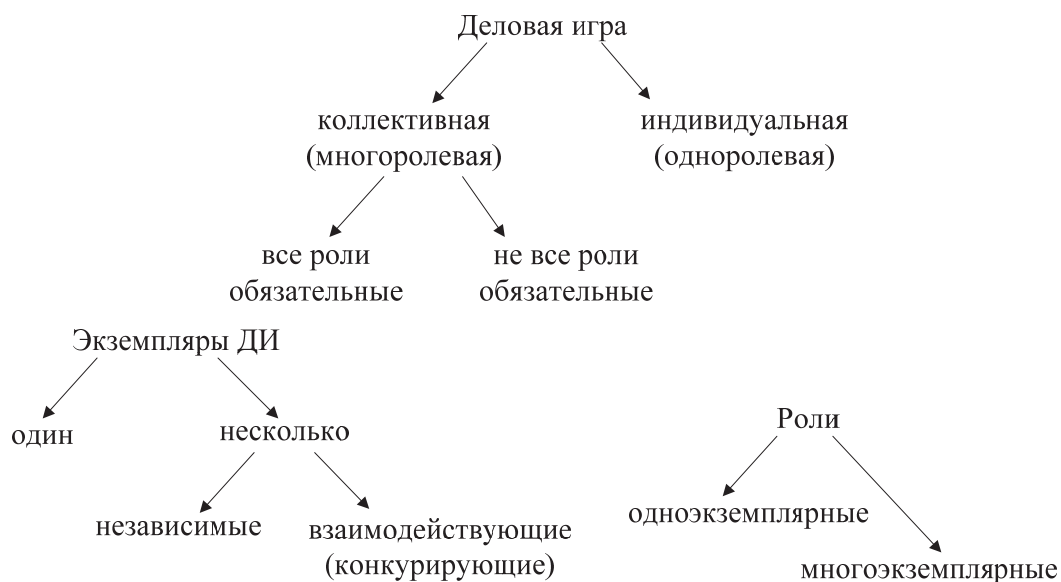 Деловая игра
коллективная
(многоролевая)
индивидуальная
(одноролевая)
все роли
обязательные
не все роли
обязательные
Экземпляры ДИ
один
несколько
независимые
взаимодействующие
(конкурирующие)
Роли
одноэкземплярные
многоэкземплярные